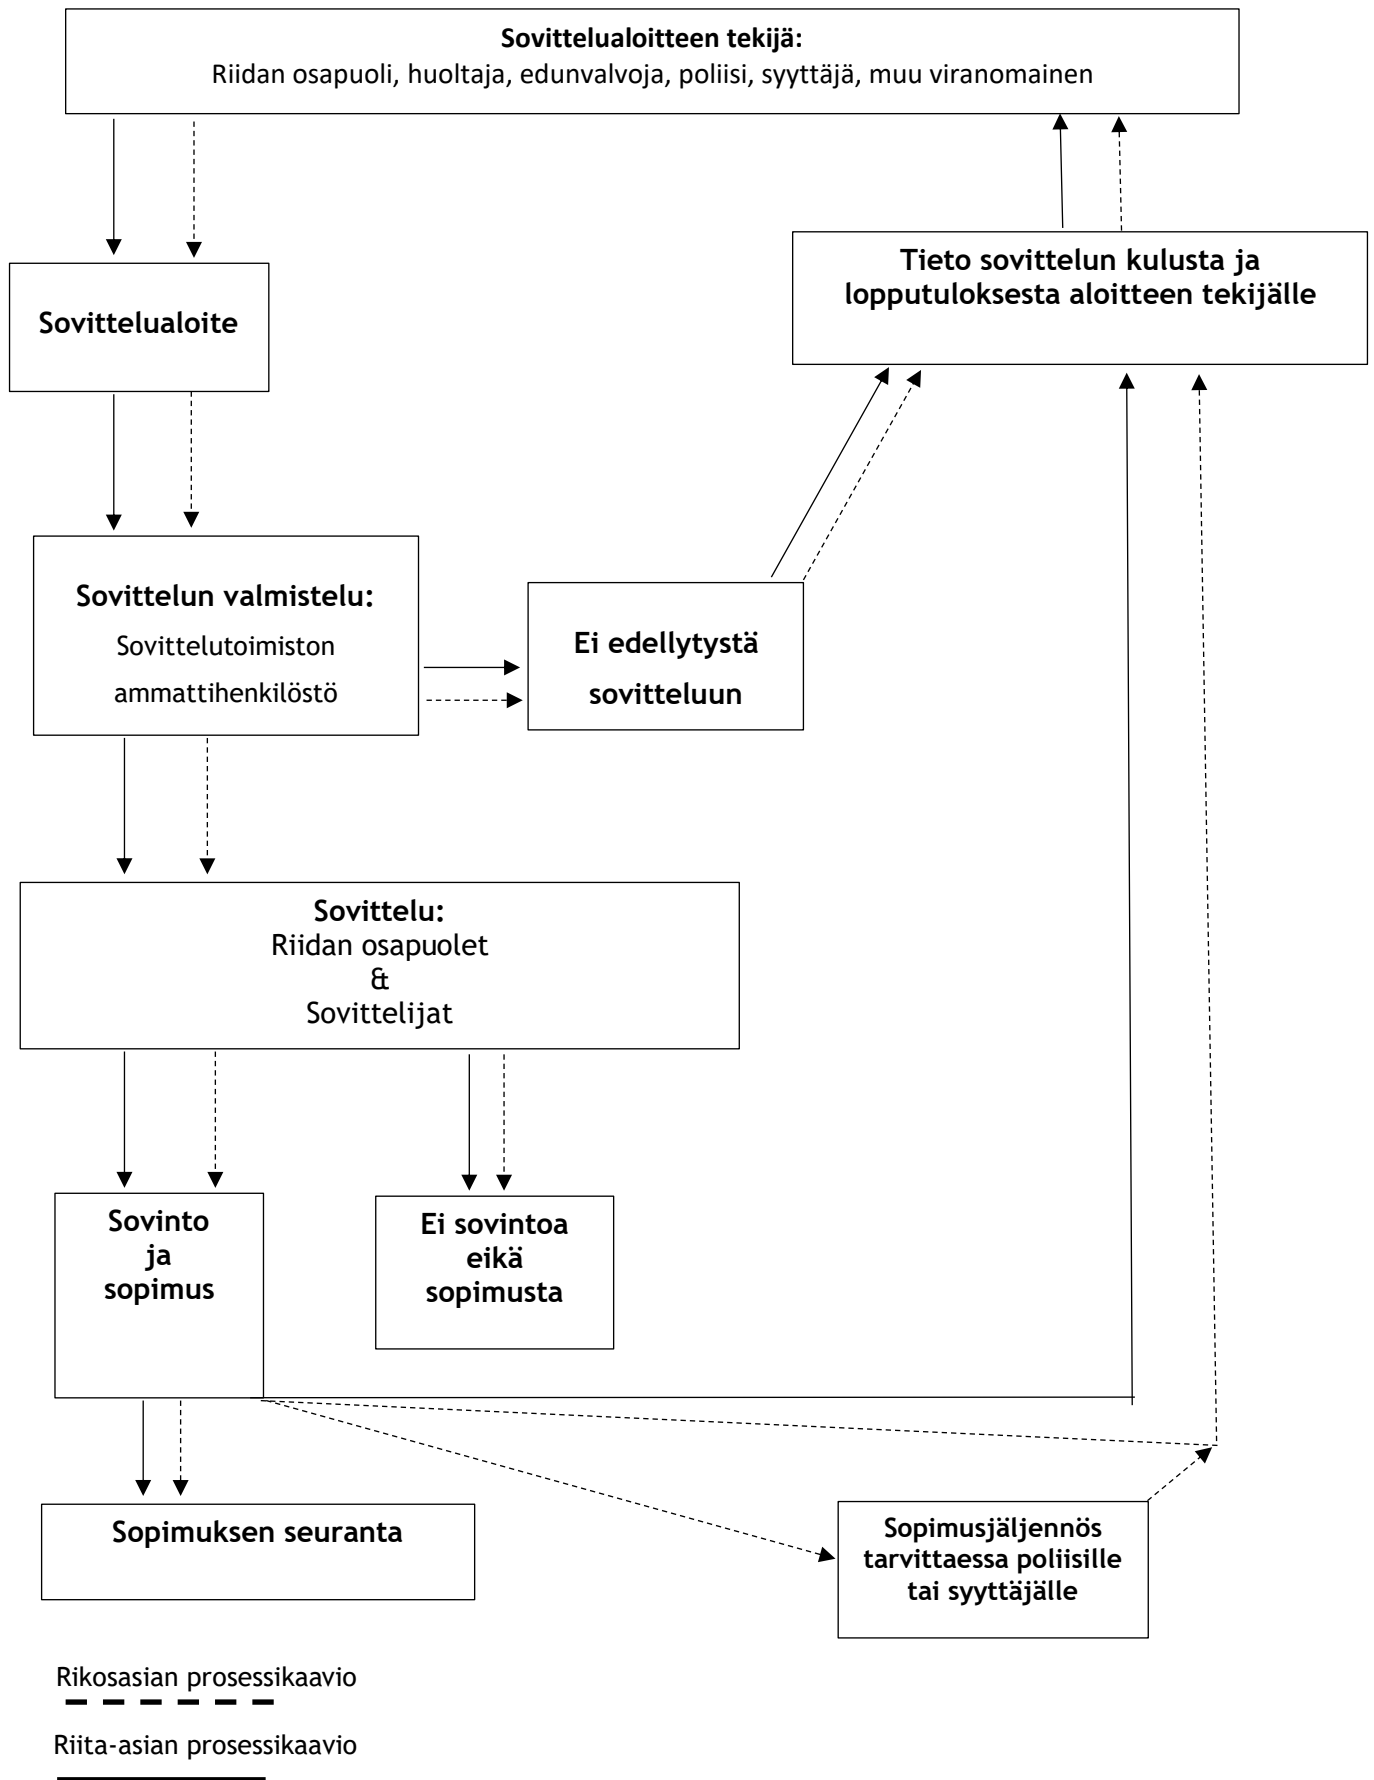 Sovittelualoitteen tekijä:
Riidan osapuoli, huoltaja, edunvalvoja, poliisi, syyttäjä, muu viranomainen
Tieto sovittelun kulusta ja
lopputuloksesta aloitteen tekijälle
Sovittelualoite
Sovittelun valmistelu:
Sovittelutoimiston
ammattihenkilöstö
Ei edellytystä
sovitteluun
Sovittelu:
Riidan osapuolet
&
Sovittelijat
Sovinto
ja
sopimus
Ei sovintoa
eikä
sopimusta
Sopimuksen seuranta
Sopimusjäljennös
tarvittaessa poliisille
tai syyttäjälle
Rikosasian prosessikaavio
Riita-asian prosessikaavio